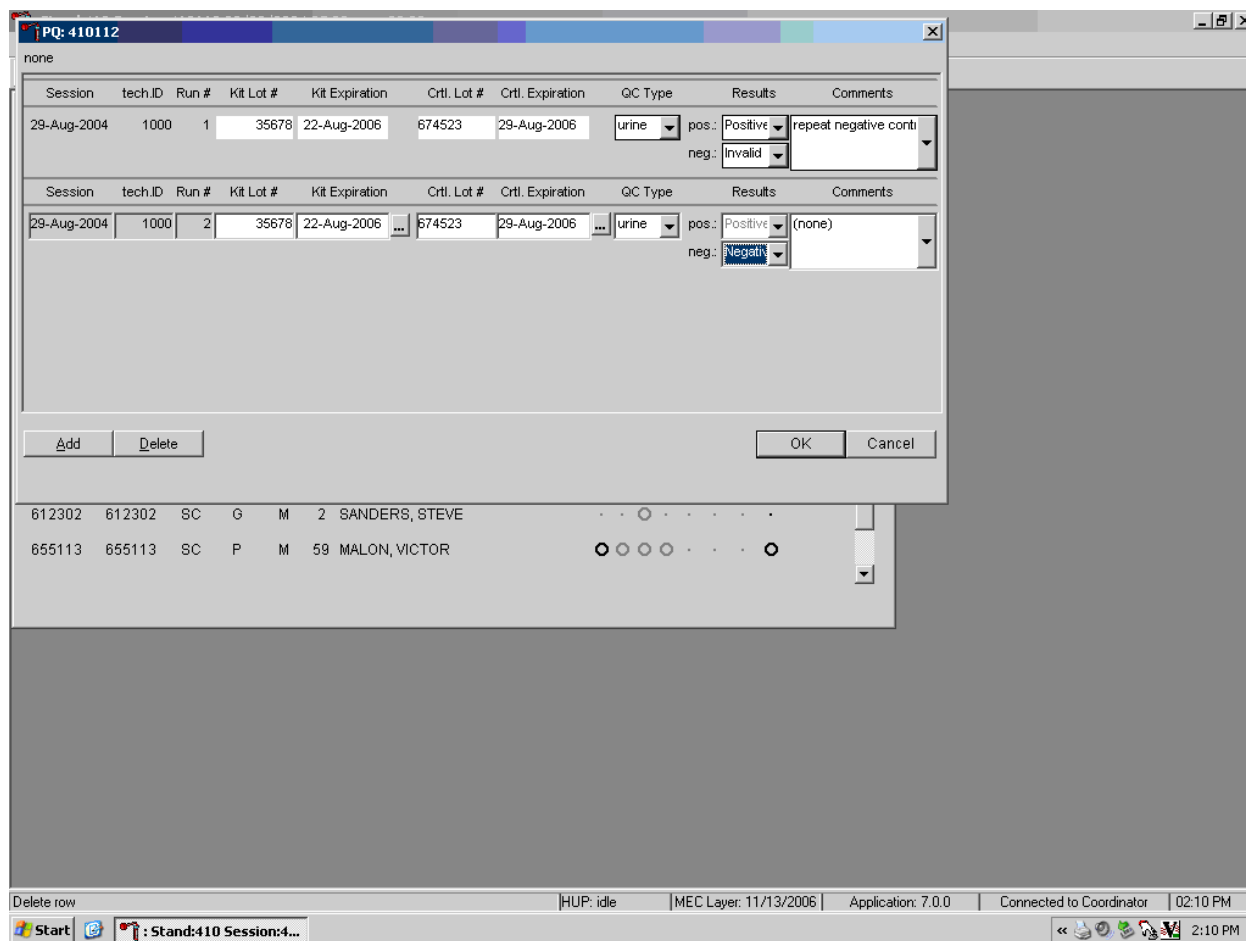 PQ: 410112
none
Session tech.ID Run # Kit Lot # Kit Expiration Crtl. Lot # Crtl. Expiration QC Type Results Comments
29-Aug-2004 1000 1 35678 22-Aug-2006 674523 29-Aug-2006 urine pos.: Positive repeat negative contr
neg.: Invalid
Session tech.ID Run # Kit Lot # Kit Expiration Crtl. Lot # Crtl. Expiration QC Type Results Comments
29-Aug-2004 1000 2 35678 22-Aug-2006 ... 674523 29-Aug-2006 ... urine pos.: Positive (none)
neg.: Negativ
Add Delete OK Cancel
612302 612302 SC G M 2 SANDERS, STEVE
655113 655113 SC P M 59 MALON, VICTOR
Delete row HUP: idle MEC Layer: 11/13/2006 Application: 7.0.0 Connected to Coordinator 02:10 PM
Start : Stand:410 Session:4... « 2:10 PM